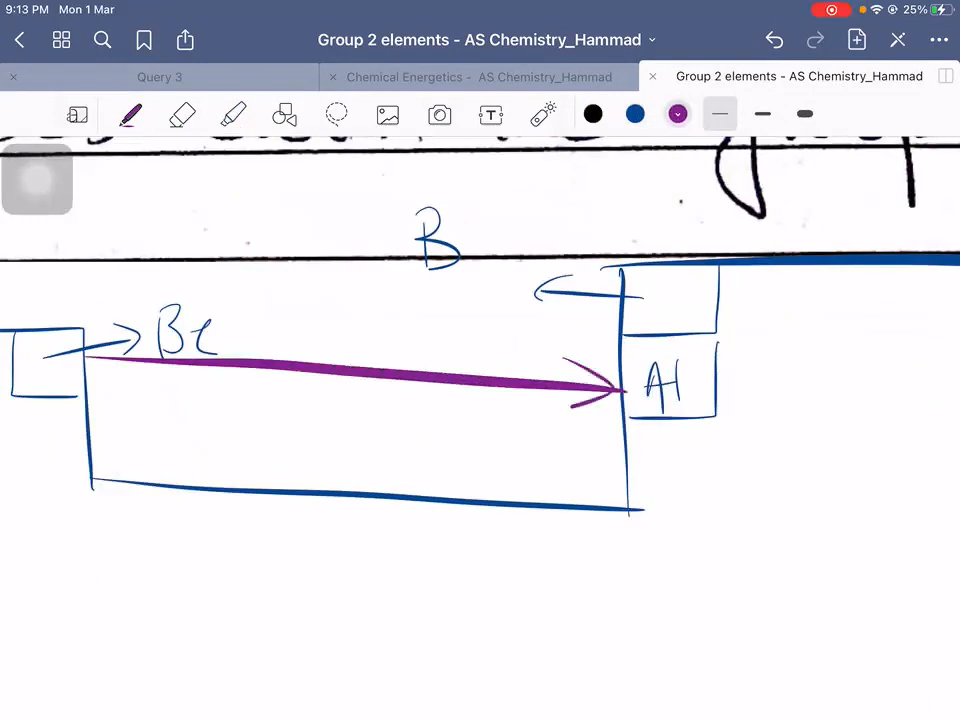 9:13 PM Mon 1 Mar
25%
Group 2 elements - AS Chemistry_Hammad
Query 3
Chemical Energetics - AS Chemistry_Hammad
Group 2 elements - AS Chemistry_Hammad
B
Be
Al